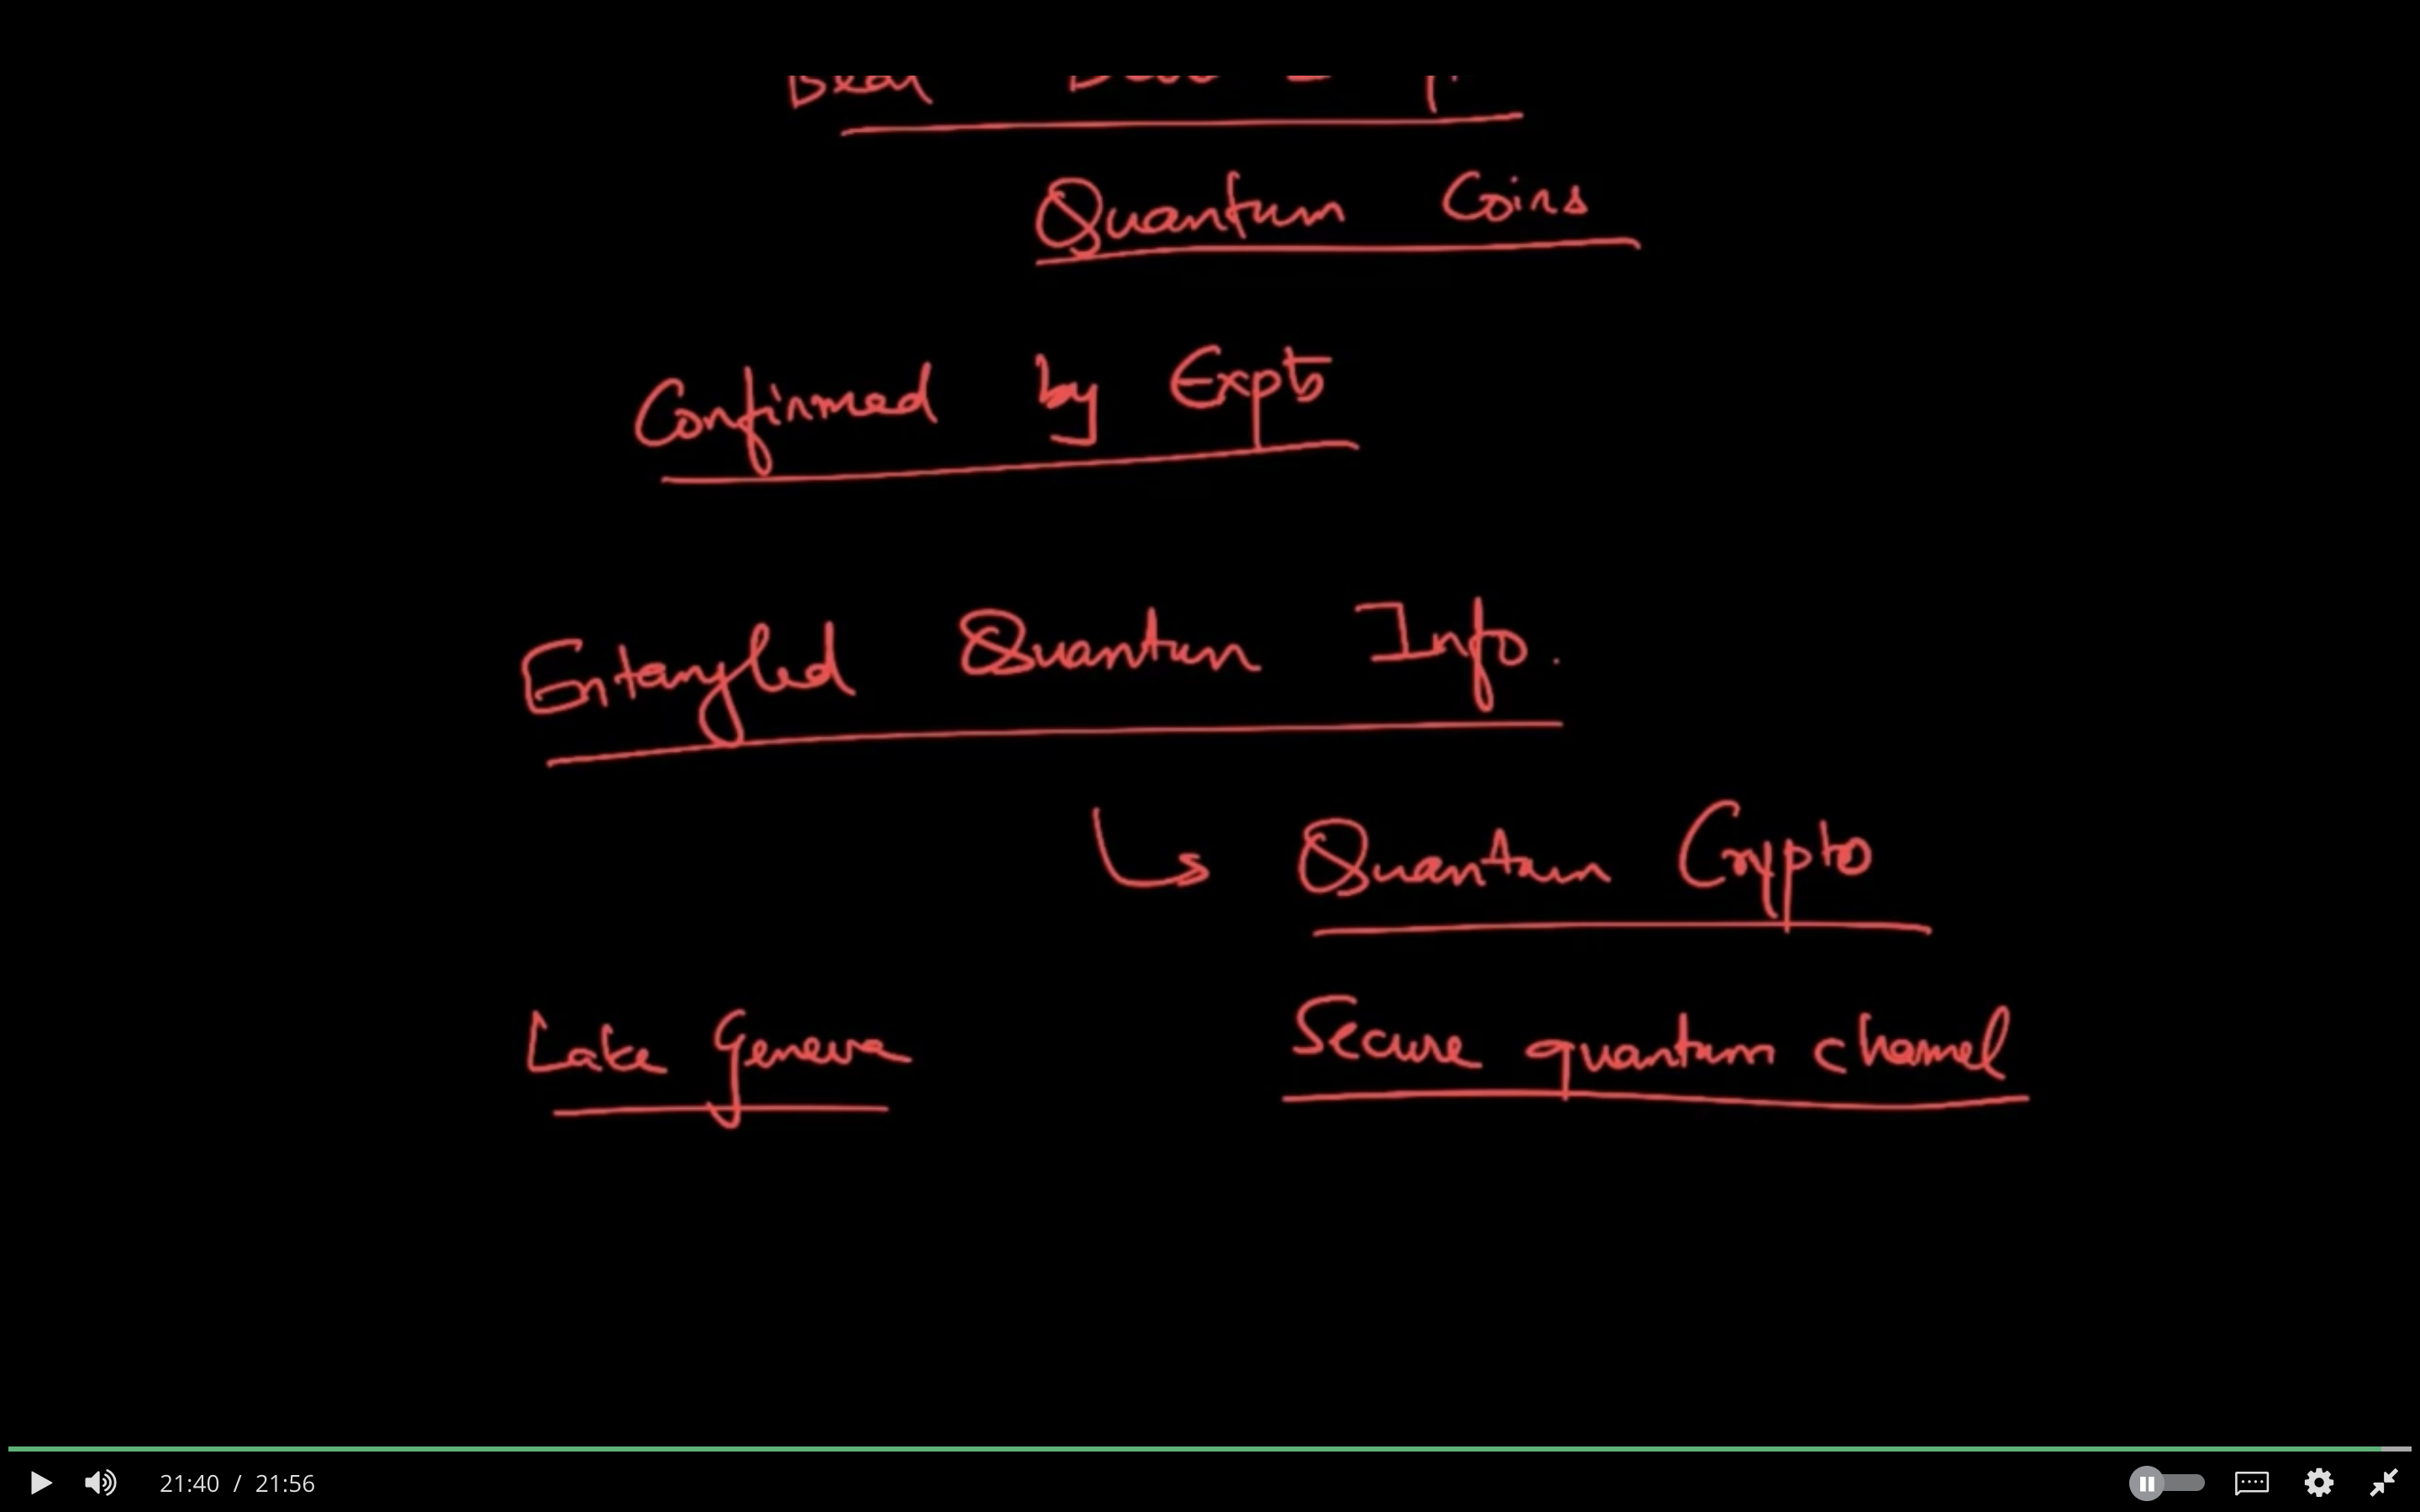 Quantum Coins
Confirmed by Expts
Entangled Quantum Info.
Quantum Crypto
Lake Geneva
Secure quantum channel
21:40 / 21:56